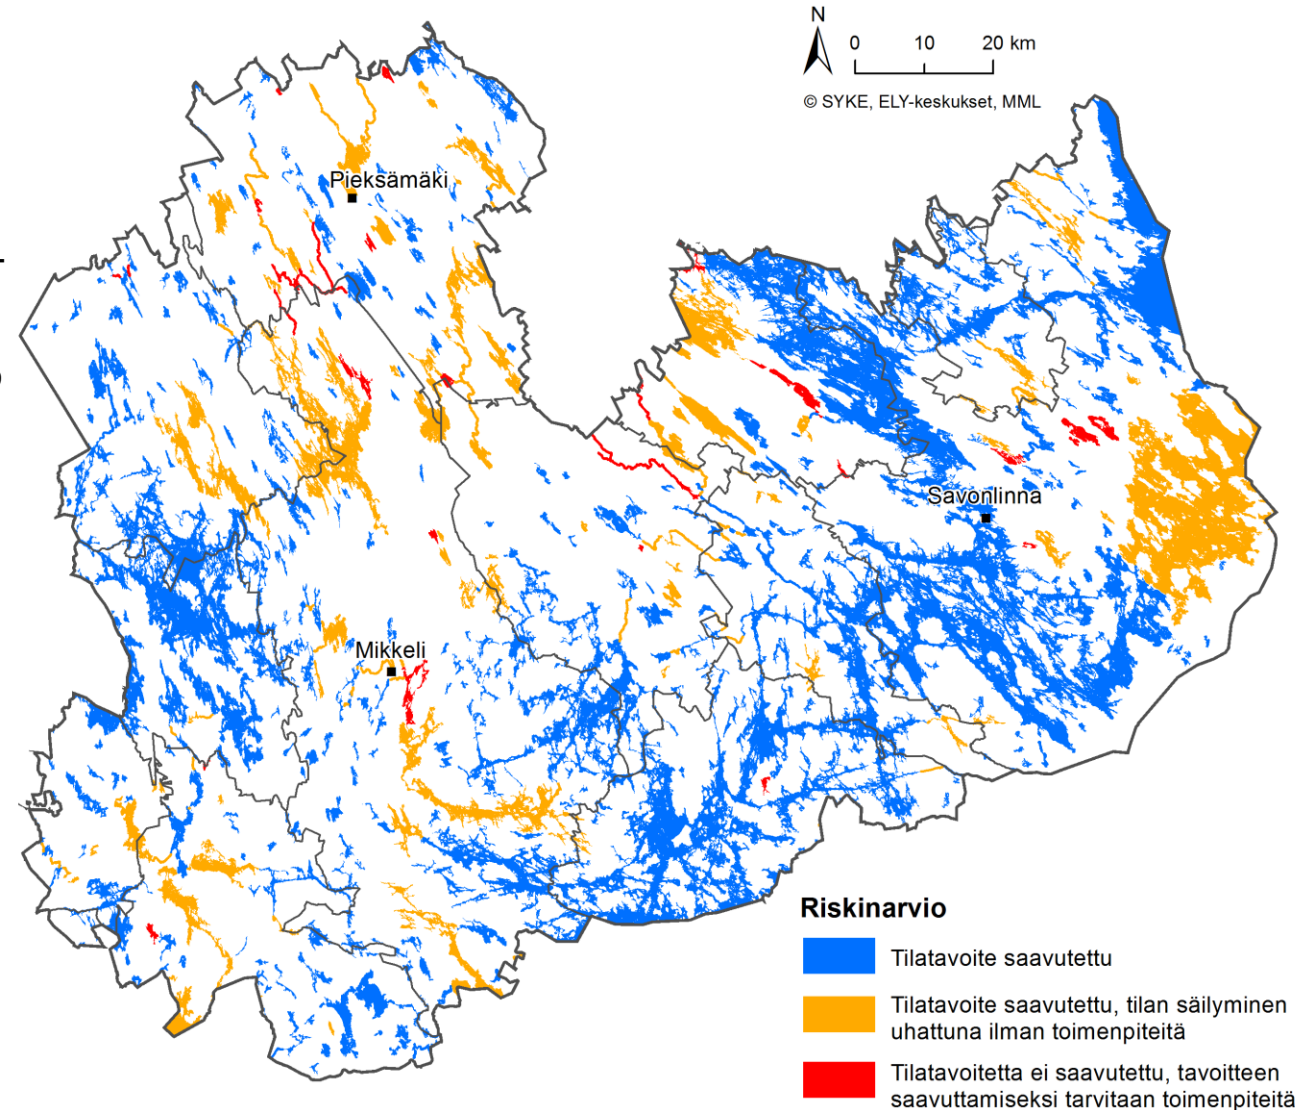 N
0 10 20 km
© SYKE, ELY-keskukset, MML
Pieksämäki
Savonlinna
Mikkeli
Riskinarvio
Tilatavoite saavutettu
Tilatavoite saavutettu, tilan säilyminen
uhattuna ilman toimenpiteitä
Tilatavoitetta ei saavutettu, tavoitteen
saavuttamiseksi tarvitaan toimenpiteitä